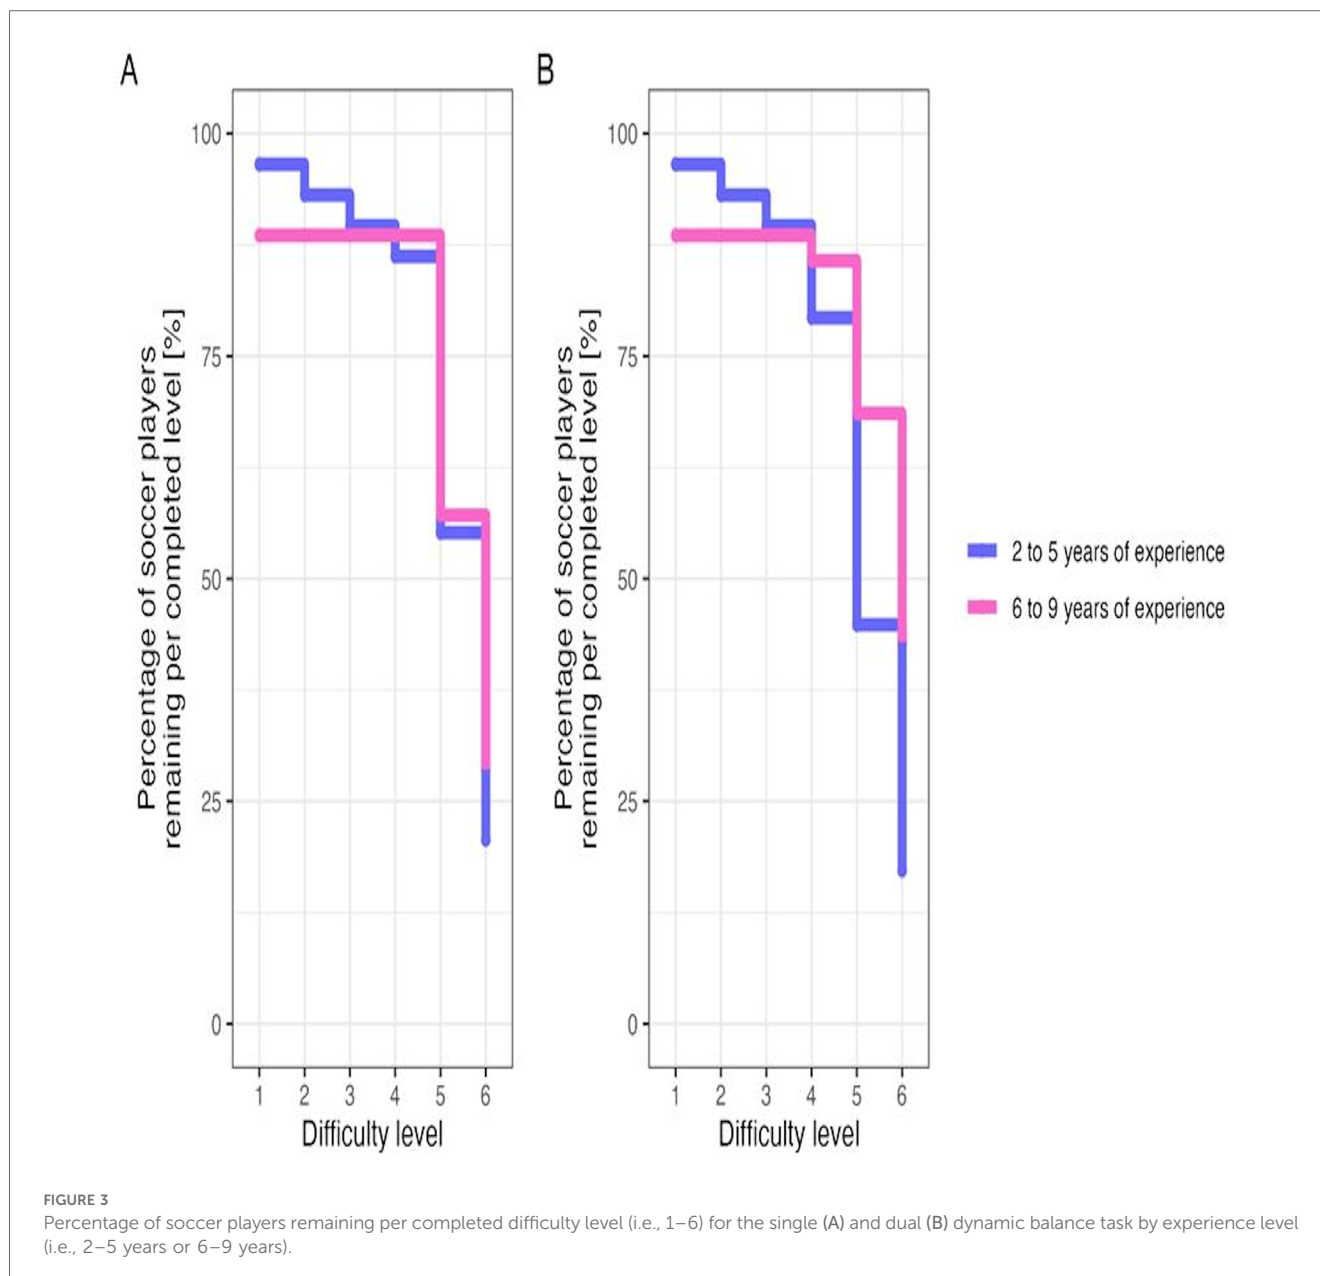 A
B
100
75
50
25
0
Percentage of soccer players
remaining per completed level [%]
1 2 3 4 5 6
Difficulty level
100
75
50
25
0
Percentage of soccer players
remaining per completed level [%]
1 2 3 4 5 6
Difficulty level
2 to 5 years of experience
6 to 9 years of experience
FIGURE 3
Percentage of soccer players remaining per completed difficulty level (i.e., 1–6) for the single (A) and dual (B) dynamic balance task by experience level
(i.e., 2–5 years or 6–9 years).